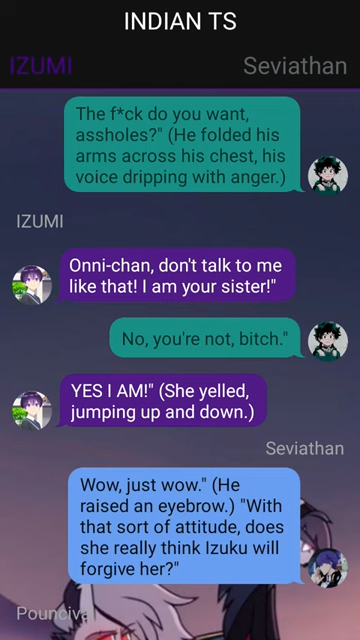 INDIAN TS
IZUMI
Seviathan
The f*ck do you want,
assholes?" (He folded his
arms across his chest, his
voice dripping with anger.)
IZUMI
Onni-chan, don't talk to me
like that! I am your sister!"
No, you're not, bitch."
YES I AM!" (She yelled,
jumping up and down.)
Seviathan
Wow, just wow." (He
raised an eyebrow.) "With
that sort of attitude, does
she really think Izuku will
forgive her?"
Pouncival